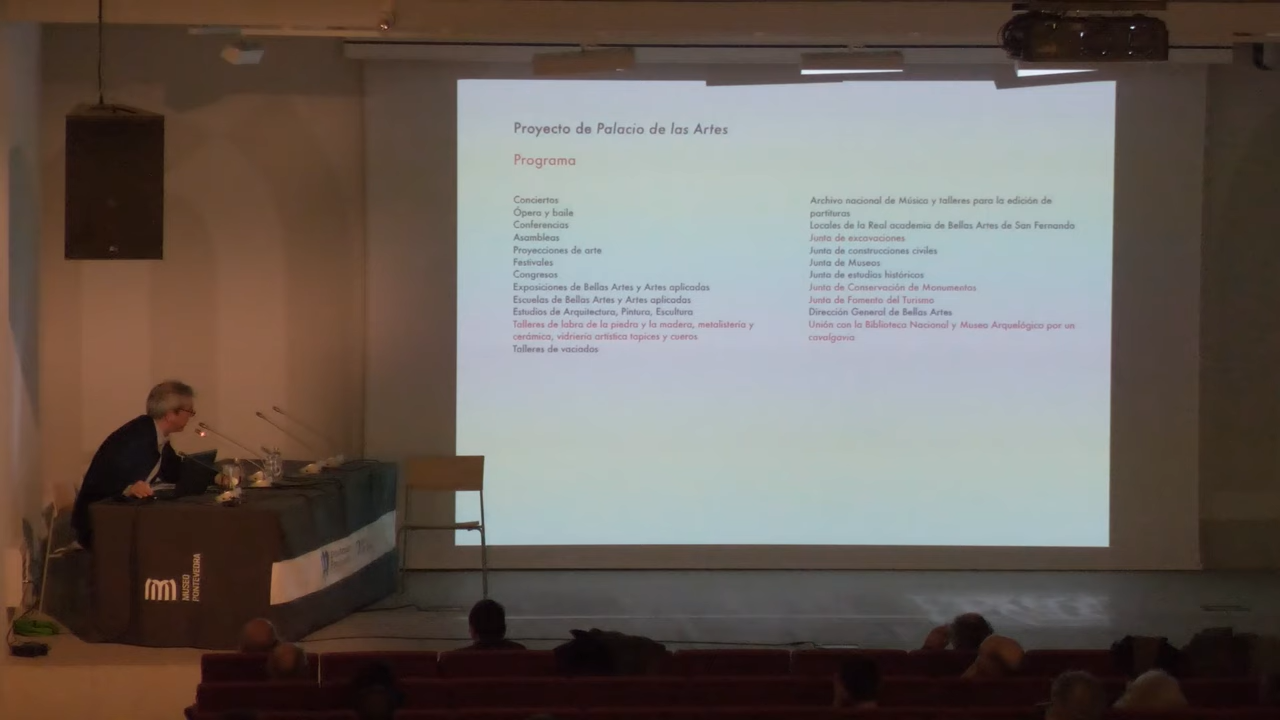 Proyecto de Palacio de las Artes
Programa
Conciertos
Ópera y baile
Conferencias
Asambleas
Proyecciones de arte
Festivales
Congresos
Exposiciones de Bellas Artes y Artes aplicadas
Escuelas de Bellas Artes y Artes aplicadas
Estudios de Arquitectura, Pintura, Escultura
Talleres de labra de la piedra y la madera, metalistería y
cerámica, vidriería artística tapices y cueros
Talleres de vaciados
Archivo nacional de Música y talleres para la edición de
partituras
Locales de la Real academia de Bellas Artes de San Fernando
Junta de excavaciones
Junta de construcciones civiles
Junta de Museos
Junta de estudios históricos
Junta de Conservación de Monumentos
Junta de Fomento del Turismo
Dirección General de Bellas Artes
Unión con la Biblioteca Nacional y Museo Arquelógico por un
cavalgavia
MUSEO
PONTEVEDRA